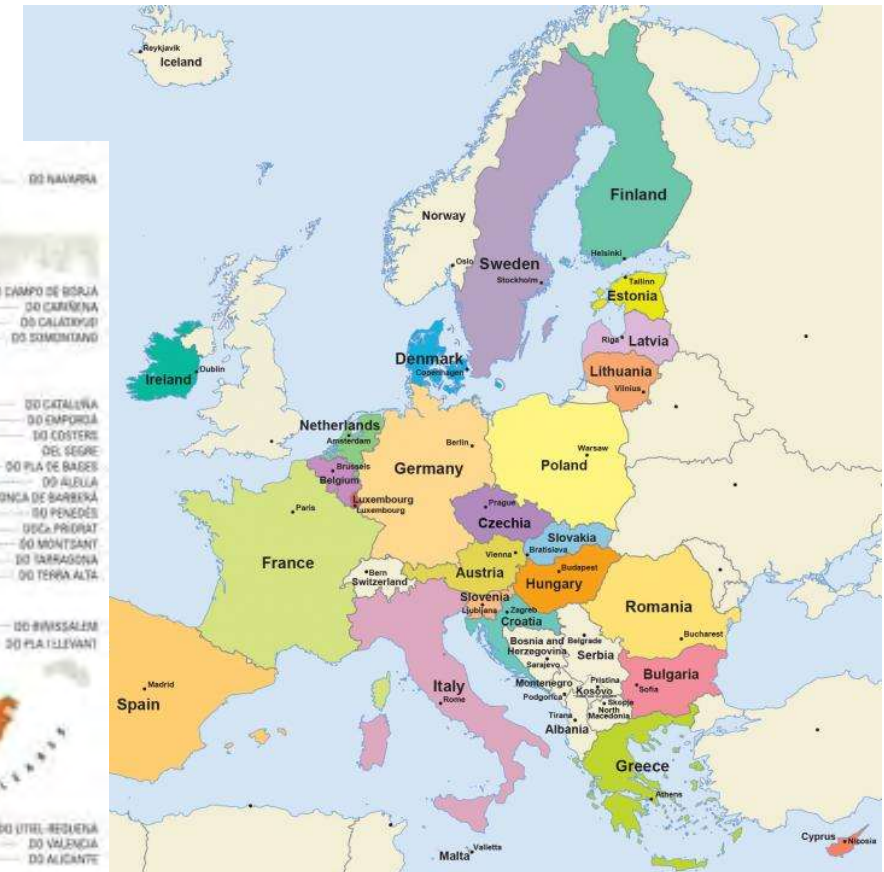 DO NAVARRA
DO CAMPO DE BORJA
DO CARIÑENA
DO CALATAYUD
DO SOMONTANO
DO CATALUÑA
DO EMPORDÀ
DO COSTERS
DEL SEGRE
DO PLA DE BAGES
DO ALELLA
ONCA DE BARBERÀ
DO PENEDÈS
DOCa PRIORAT
DO MONTSANT
DO TARRAGONA
DO TERRA ALTA
DO BINISSALEM
DO PLA I LLEVANT
DO UTIEL-REQUENA
DO VALENCIA
DO ALICANTE
Reykjavik
Iceland
Norway
Oslo
Sweden
Stockholm
Finland
Helsinki
Tallinn
Estonia
Riga
Latvia
Lithuania
Vilnius
Denmark
Copenhagen
Dublin
Ireland
Netherlands
Amsterdam
Brussels
Belgium
Luxembourg
Luxembourg
Berlin
Germany
Warsaw
Poland
Prague
Czechia
Slovakia
Bratislava
Vienna
Austria
Budapest
Hungary
Paris
France
Bern
Switzerland
Slovenia
Ljubljana
Zagreb
Croatia
Romania
Bucharest
Bosnia and
Herzegovina
Sarajevo
Belgrade
Serbia
Montenegro
Podgorica
Pristina
Kosovo
Bulgaria
Sofia
Skopje
North
Macedonia
Tirana
Albania
Italy
Rome
Madrid
Spain
Greece
Athens
Malta
Valletta
Cyprus
Nicosia